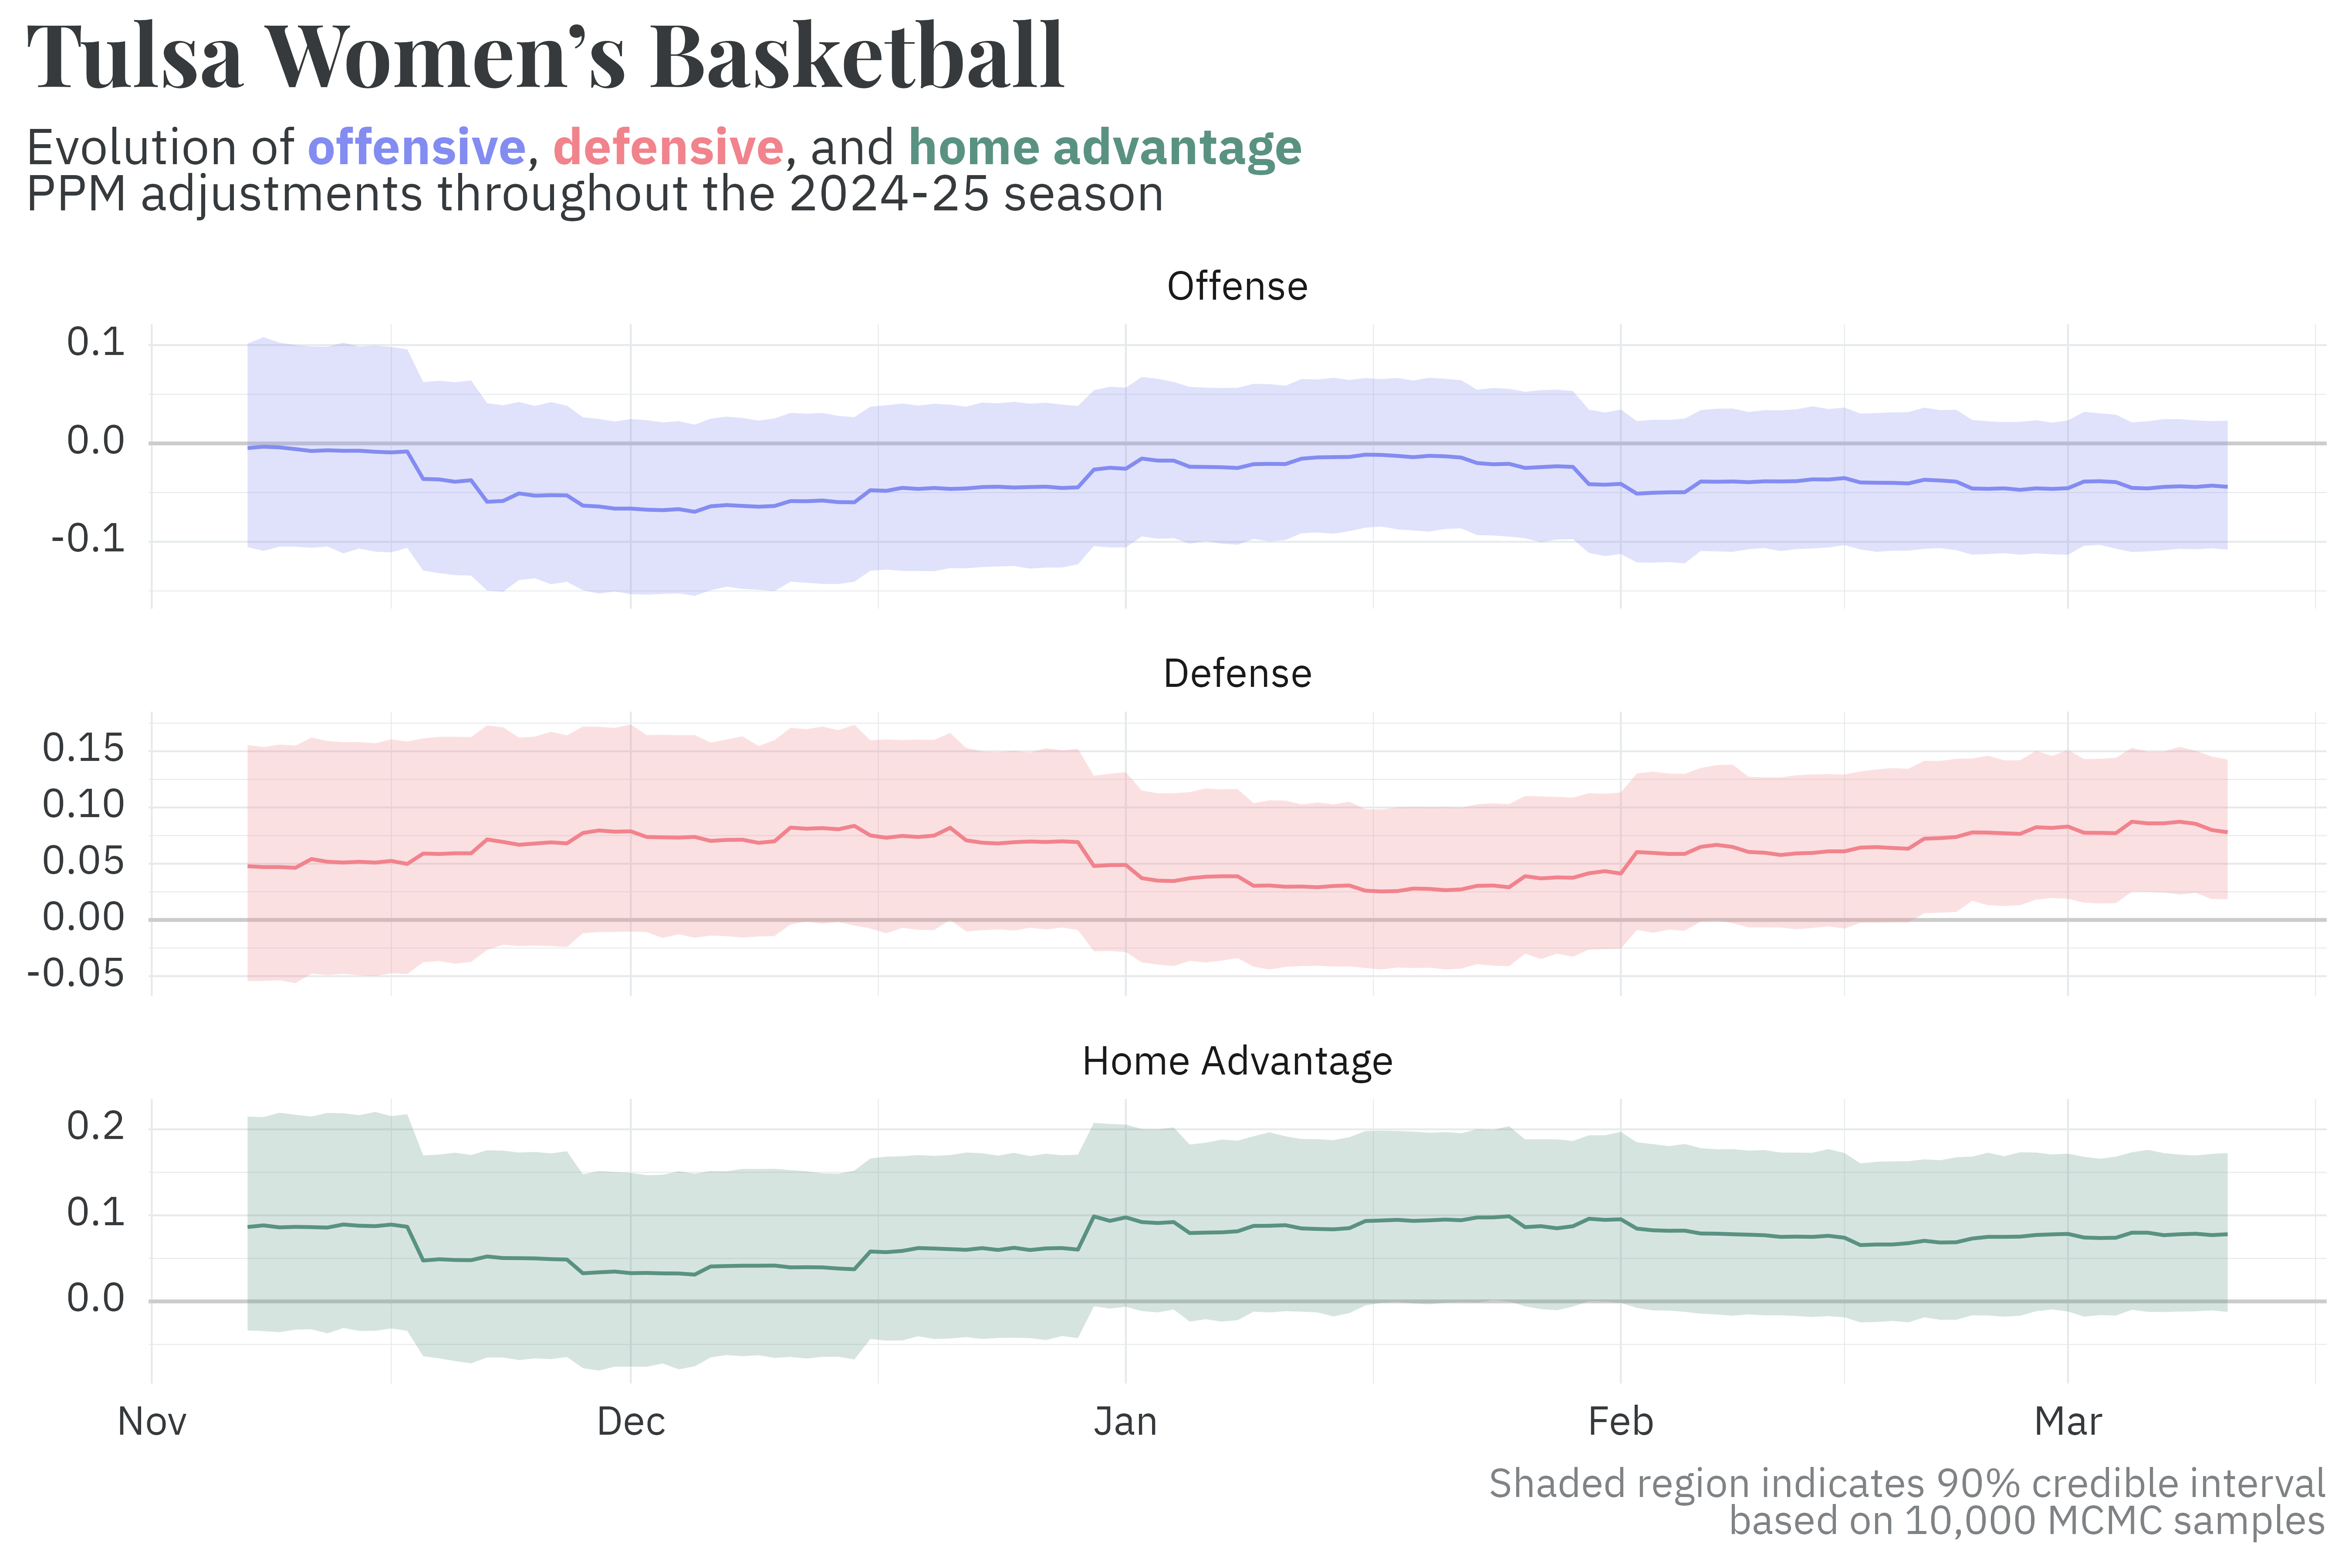 Tulsa Women’s Basketball
Evolution of offensive, defensive, and home advantage
PPM adjustments throughout the 2024-25 season
Offense
0.1
0.0
-0.1
Defense
0.15
0.10
0.05
0.00
-0.05
Home Advantage
0.2
0.1
0.0
Nov Dec Jan Feb Mar
Shaded region indicates 90% credible interval
based on 10,000 MCMC samples